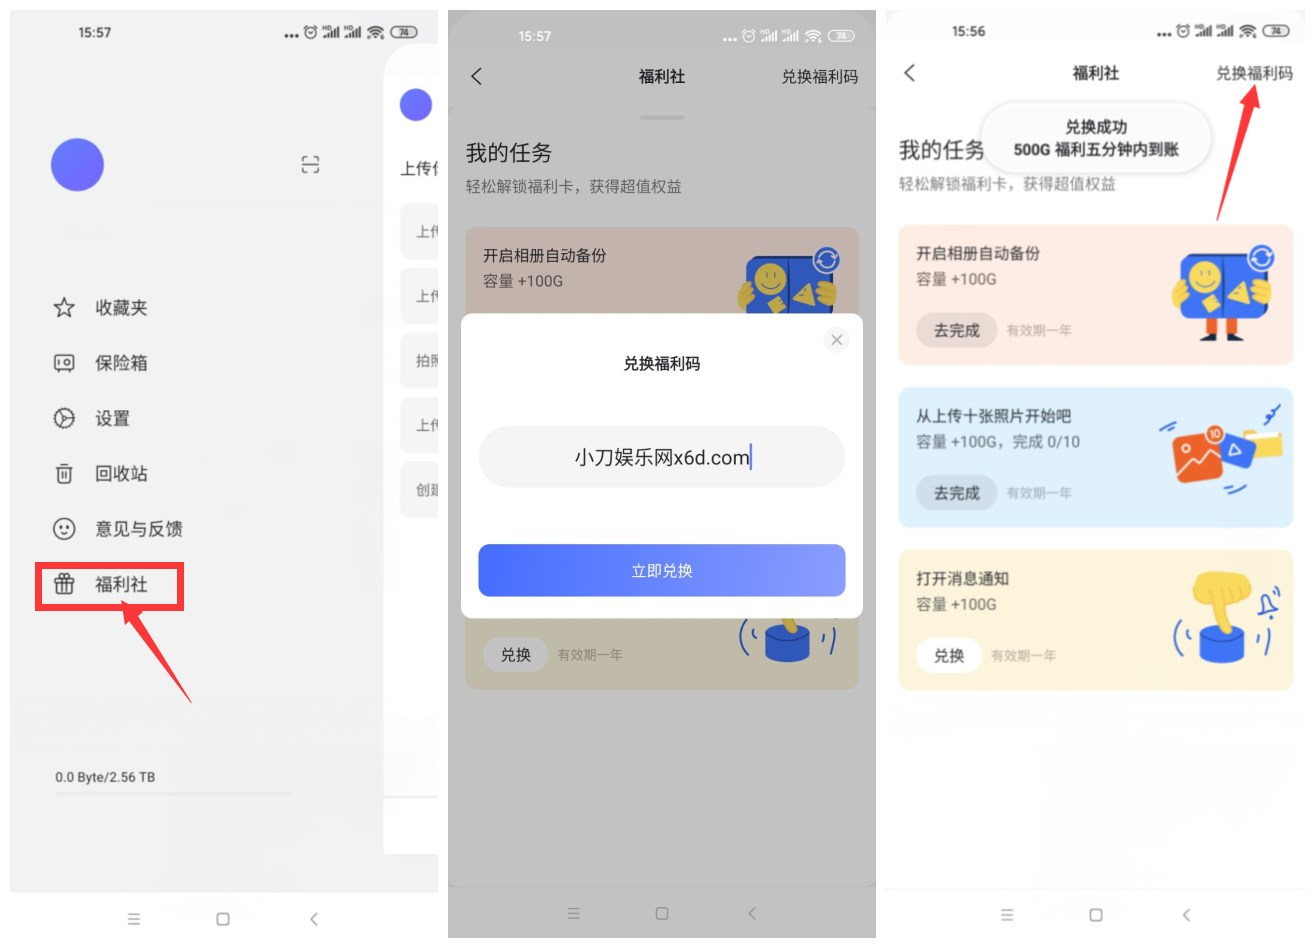 15:57
HD HD 74
上传
上传
收藏夹
上传
保险箱
拍照
设置
上传
回收站
创建
意见与反馈
福利社
0.0 Byte/2.56 TB
15:57
HD HD 74
福利社
兑换福利码
我的任务
轻松解锁福利卡，获得超值权益
开启相册自动备份
容量 +100G
兑换福利码
小刀娱乐网x6d.com
立即兑换
兑换
有效期一年
15:56
HD HD 74
福利社
兑换福利码
兑换成功
500G 福利五分钟内到账
我的任务
轻松解锁福利卡，获得超值权益
开启相册自动备份
容量 +100G
去完成
有效期一年
从上传十张照片开始吧
容量 +100G，完成 0/10
10
去完成
有效期一年
打开消息通知
容量 +100G
兑换
有效期一年